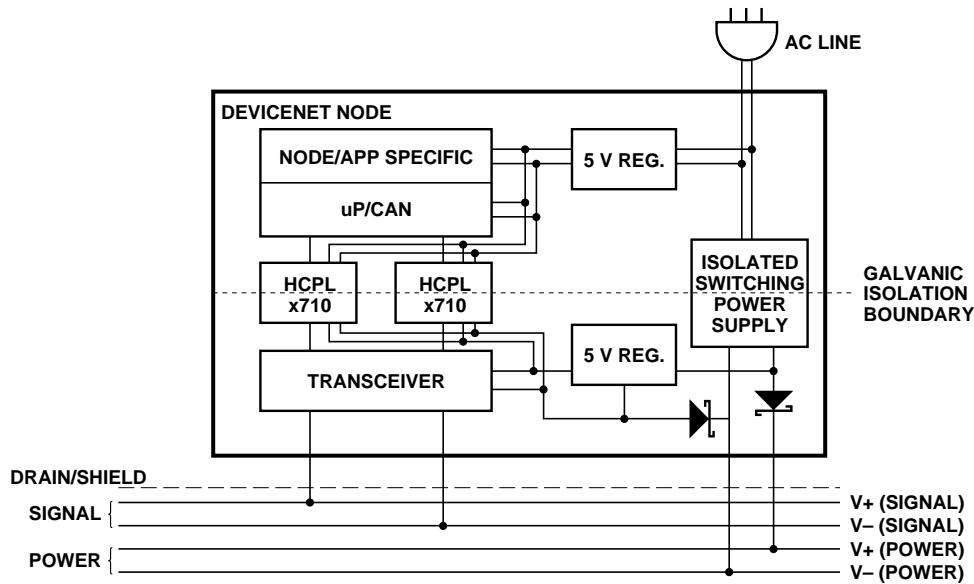 AC LINE
DEVICENET NODE
NODE/APP SPECIFIC
5 V REG.
uP/CAN
HCPL
x710
HCPL
x710
ISOLATED
SWITCHING
POWER
SUPPLY
GALVANIC
ISOLATION
BOUNDARY
5 V REG.
TRANSCEIVER
DRAIN/SHIELD
SIGNAL
V+ (SIGNAL)
V– (SIGNAL)
POWER
V+ (POWER)
V– (POWER)